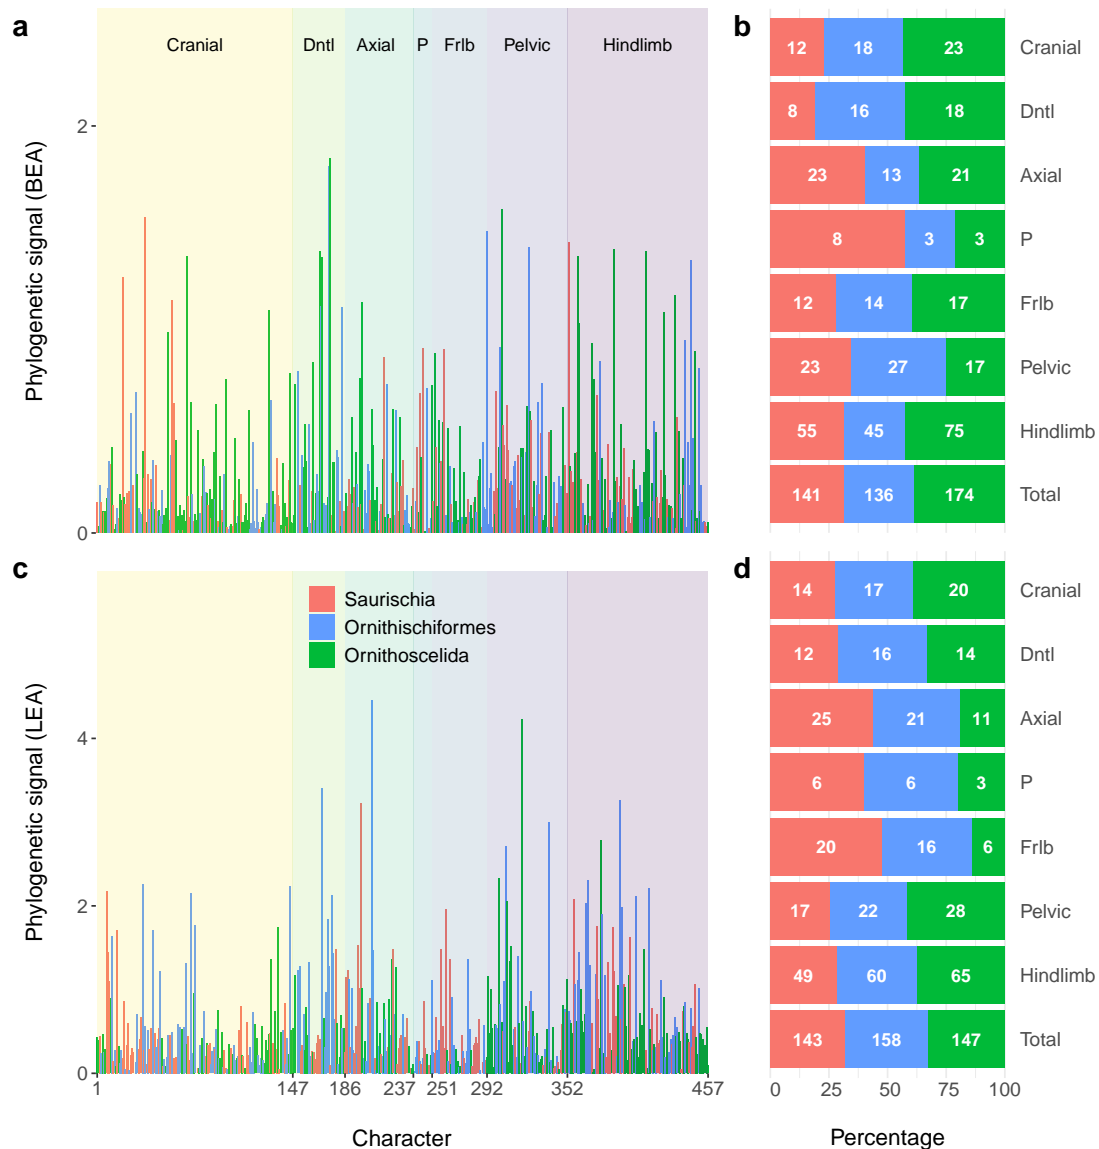 a
Cranial Dntl Axial P Frlb Pelvic Hindlimb
Phylogenetic signal (BEA)
2
0
b
12 18 23 Cranial
8 16 18 Dntl
23 13 21 Axial
8 3 3 P
12 14 17 Frlb
23 27 17 Pelvic
55 45 75 Hindlimb
141 136 174 Total
c
Saurischia
Ornithischiformes
Ornithoscelida
Phylogenetic signal (LEA)
4
2
0
1 147 186 237 251 292 352 457
Character
d
14 17 20 Cranial
12 16 14 Dntl
25 21 11 Axial
6 6 3 P
20 16 6 Frlb
17 22 28 Pelvic
49 60 65 Hindlimb
143 158 147 Total
0 25 50 75 100
Percentage